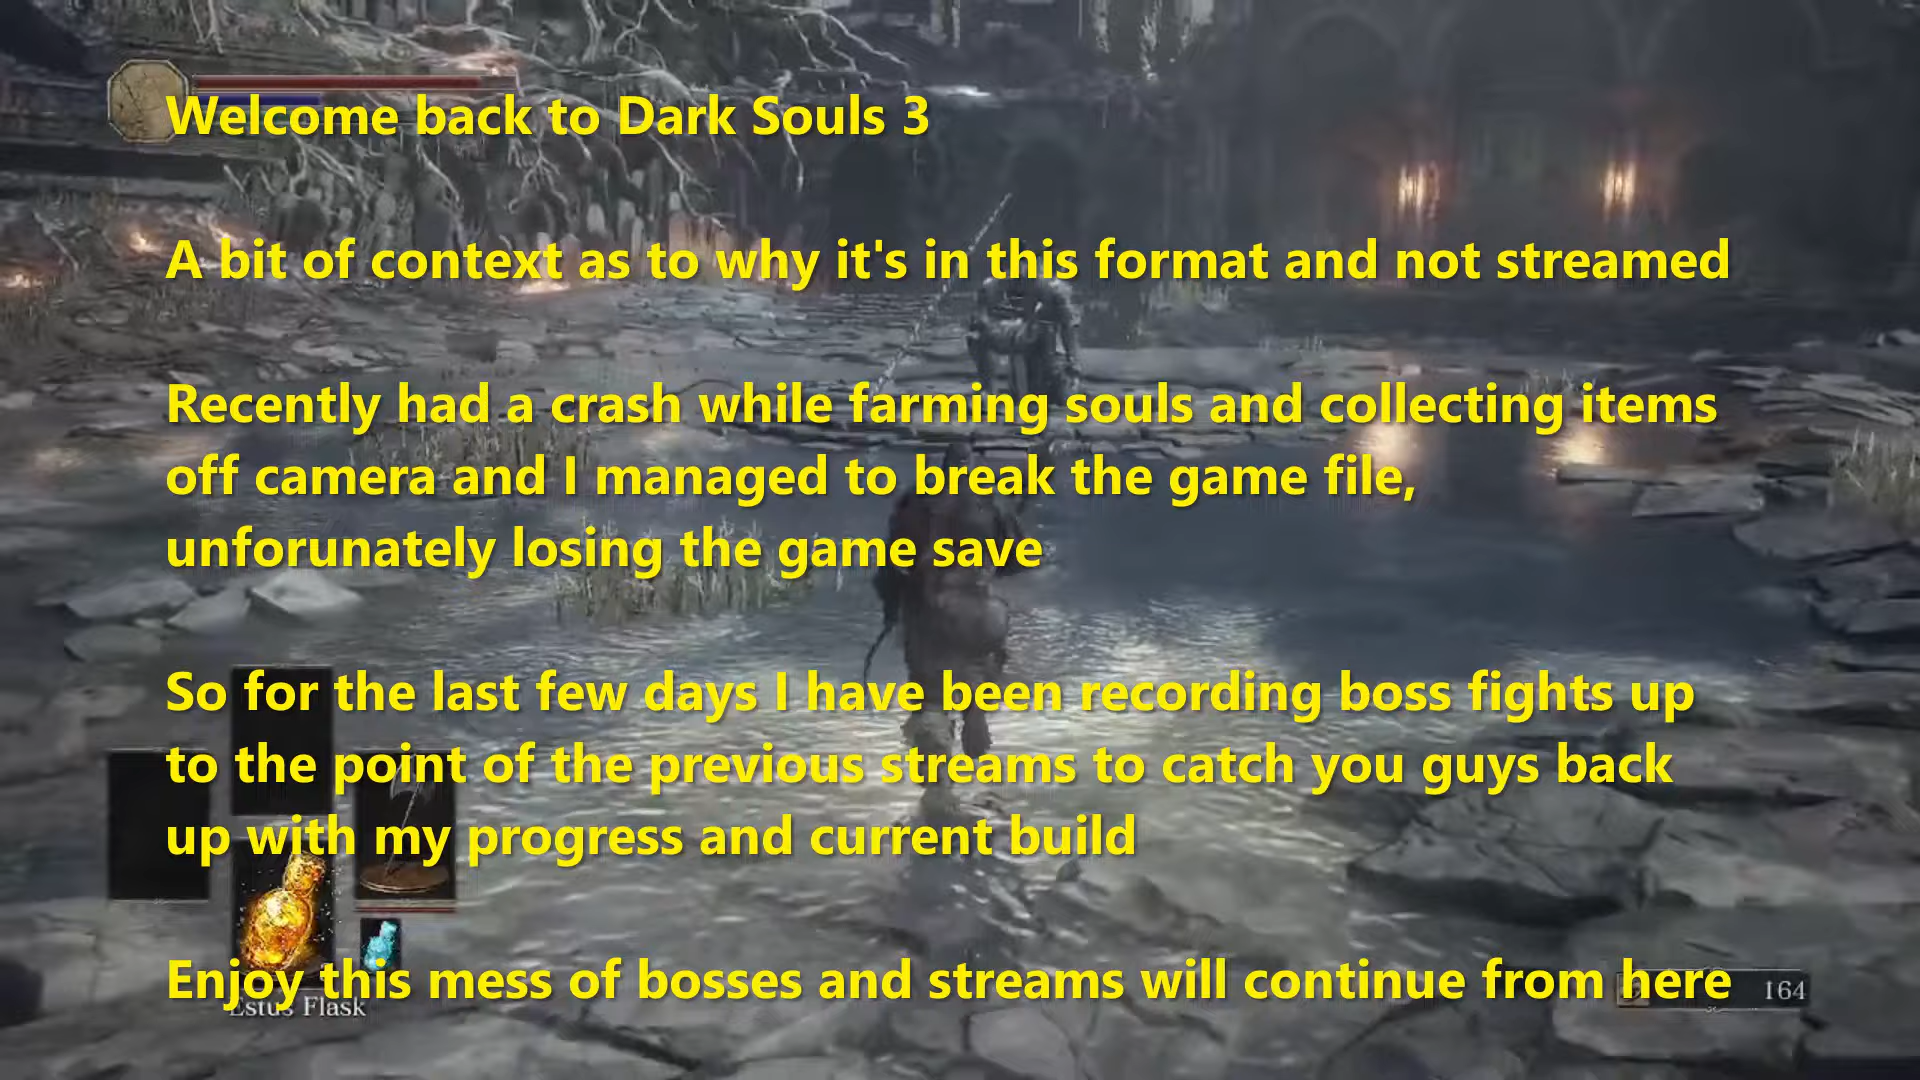 Welcome back to Dark Souls 3
A bit of context as to why it's in this format and not streamed
Recently had a crash while farming souls and collecting items
off camera and I managed to break the game file,
unforunately losing the game save
So for the last few days I have been recording boss fights up
to the point of the previous streams to catch you guys back
up with my progress and current build
Enjoy this mess of bosses and streams will continue from here
164
Estus Flask